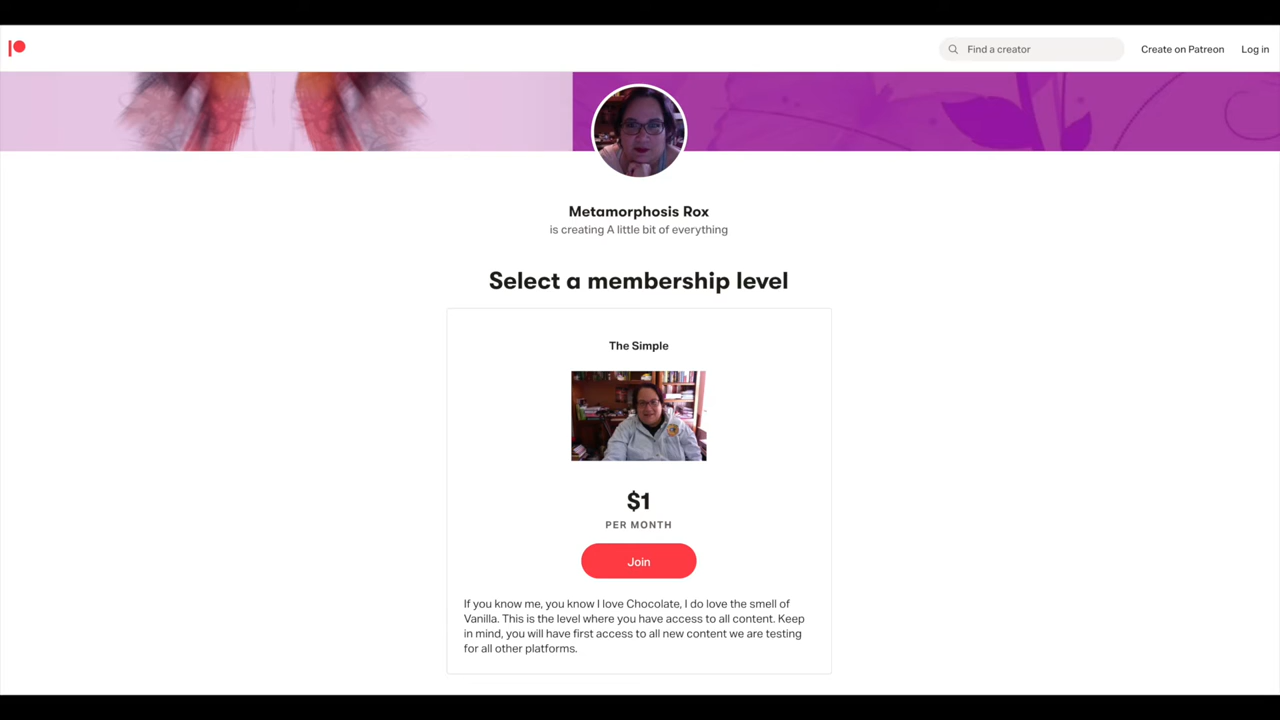 Find a creator
Create on Patreon
Log in
Metamorphosis Rox
is creating A little bit of everything
Select a membership level
The Simple
$1
PER MONTH
Join
If you know me, you know I love Chocolate, I do love the smell of
Vanilla. This is the level where you have access to all content. Keep
in mind, you will have first access to all new content we are testing
for all other platforms.